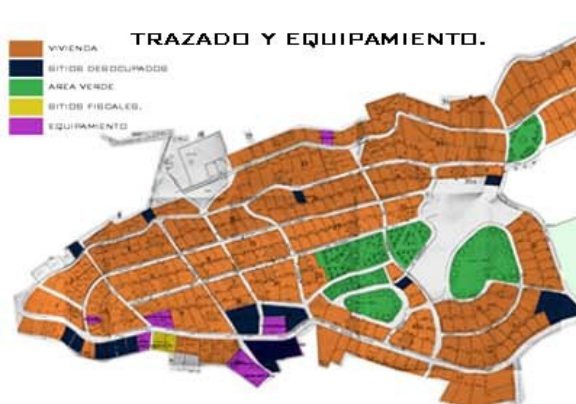 TRAZADO Y EQUIPAMIENTO.
VIVIENDA
SITIOS DESOCUPADOS
AREA VERDE
SITIOS FISCALES.
EQUIPAMIENTO